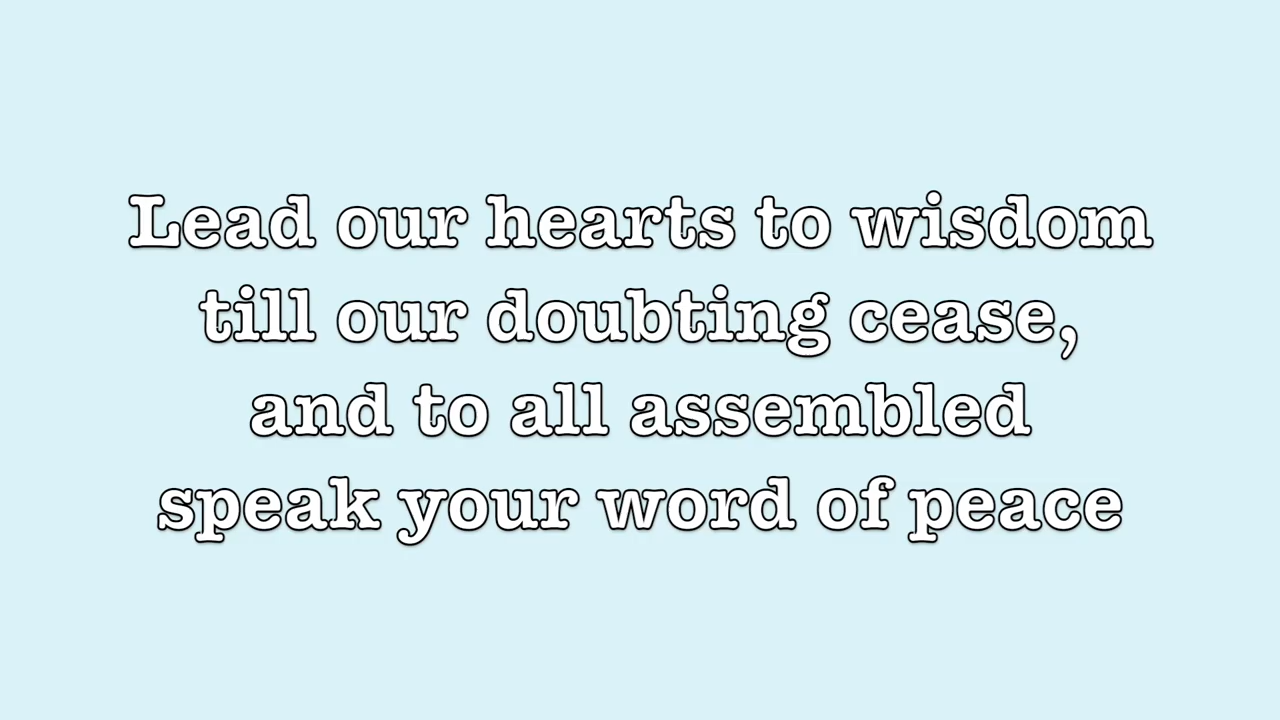 Lead our hearts to wisdom
till our doubting cease,
and to all assembled
speak your word of peace